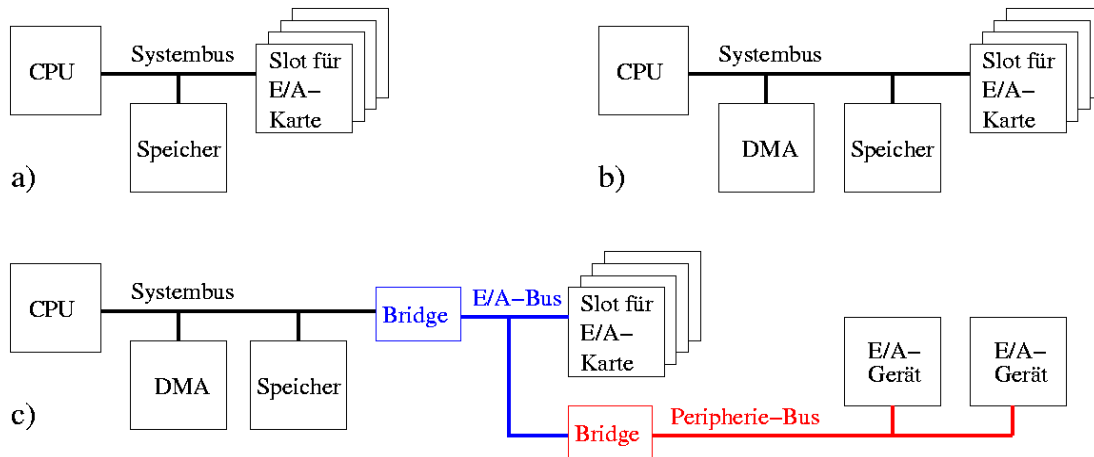 CPU
Systembus
Slot für
E/A–
Karte
Speicher
a)
CPU
Systembus
Slot für
E/A–
Karte
DMA
Speicher
b)
CPU
Systembus
DMA
Speicher
Bridge
E/A–Bus
Slot für
E/A–
Karte
Bridge
Peripherie–Bus
E/A–
Gerät
E/A–
Gerät
c)